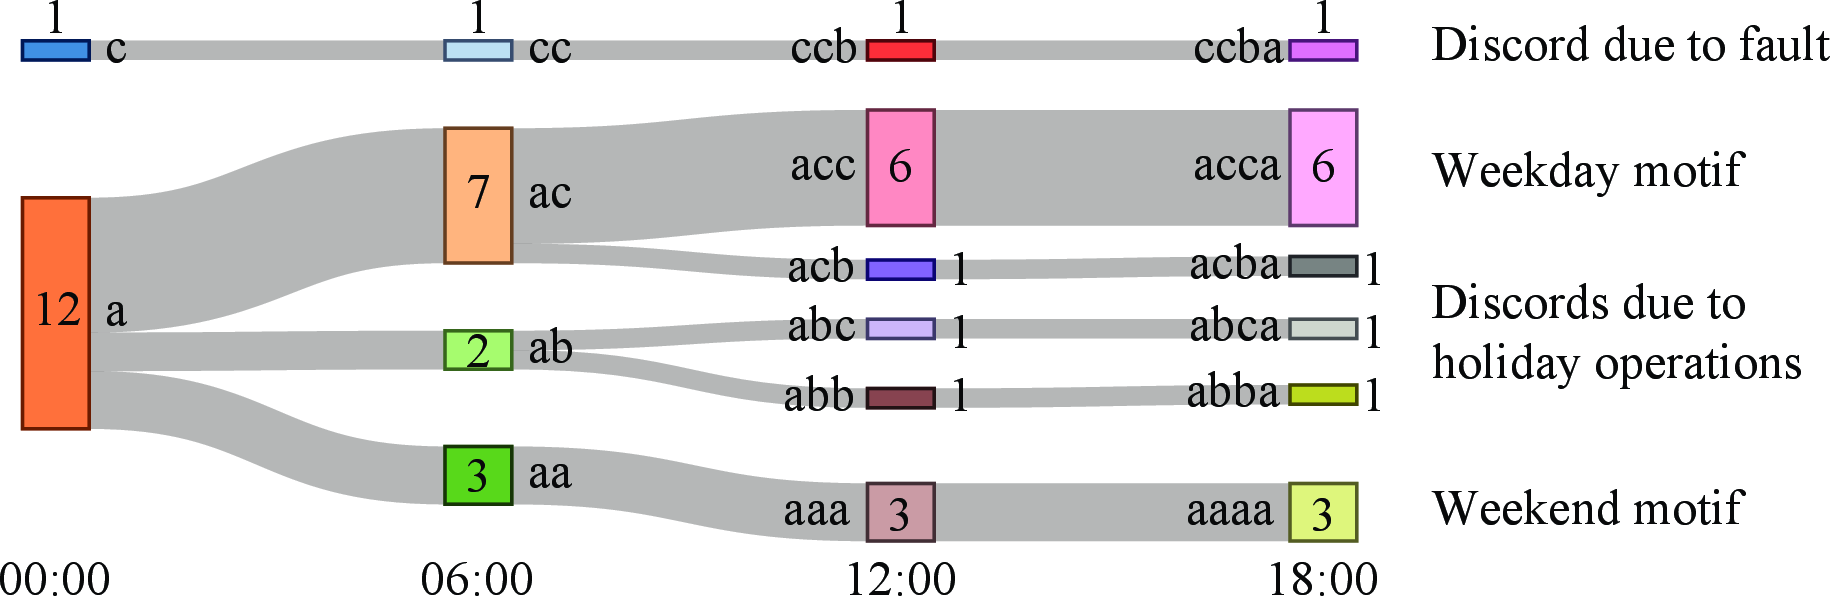 1 1 1 1
c cc ccb ccba Discord due to fault
7 ac acc 6 acca 6 Weekday motif
12 a
acb 1 acba 1
2 ab abc 1 abca 1
abb 1 abba 1
Discords due to
holiday operations
3 aa aaa 3 aaaa 3 Weekend motif
00:00 06:00 12:00 18:00